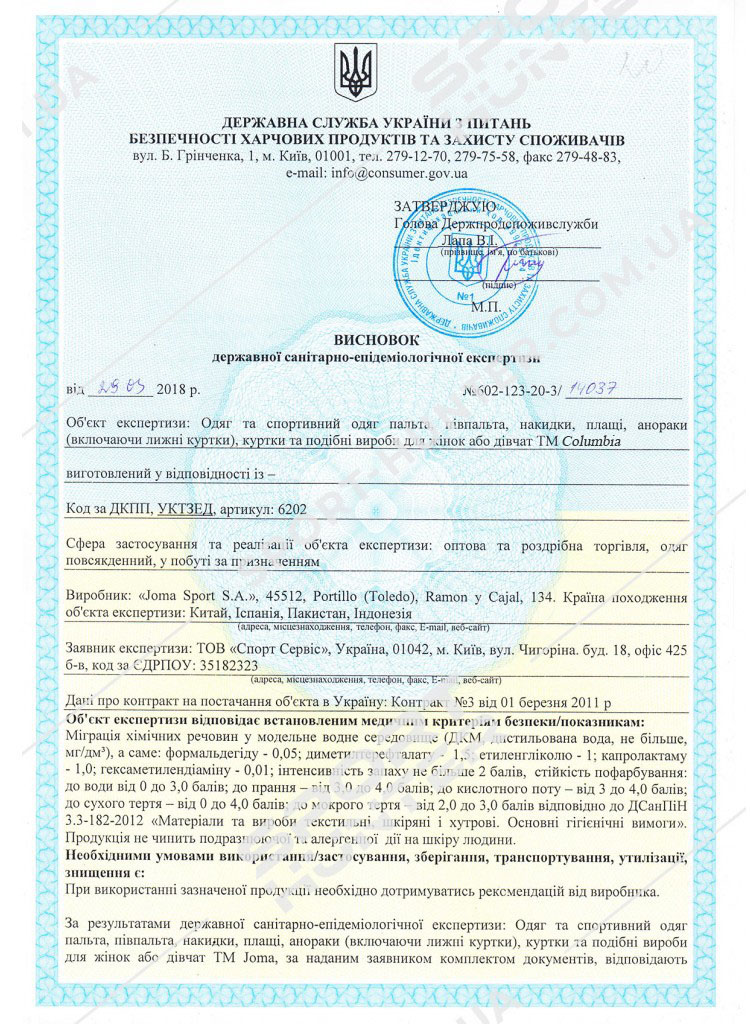 20
ДЕРЖАВНА СЛУЖБА УКРАЇНИ З ПИТАНЬ
БЕЗПЕЧНОСТІ ХАРЧОВИХ ПРОДУКТІВ ТА ЗАХИСТУ СПОЖИВАЧІВ
вул. Б. Грінченка, 1, м. Київ, 01001, тел. 279-12-70, 279-75-58, факс 279-48-83,
e-mail: info@consumer.gov.ua
ЗАТВЕРДЖУЮ
Голова Держпродспоживслужби
Лапа В.І.
(прізвище, ім'я, по батькові)
(підпис)
№1
М.П.
ВИСНОВОК
державної санітарно-епідеміологічної експертизи
від 29.03 2018 р. №602-123-20-3/ 14037
Об'єкт експертизи: Одяг та спортивний одяг пальта, півпальта, накидки, плащі, анораки
(включаючи лижні куртки), куртки та подібні вироби для жінок або дівчат ТМ Columbia
виготовлений у відповідності із –
Код за ДКПП, УКТЗЕД, артикул: 6202
Сфера застосування та реалізації об'єкта експертизи: оптова та роздрібна торгівля, одяг
повсякденний, у побуті за призначенням
Виробник: «Joma Sport S.A.», 45512, Portillo (Toledo), Ramon y Cajal, 134. Країна походження
об'єкта експертизи: Китай, Іспанія, Пакистан, Індонезія
(адреса, місцезнаходження, телефон, факс, E-mail, веб-сайт)
Заявник експертизи: ТОВ «Спорт Сервіс», Україна, 01042, м. Київ, вул. Чигоріна. буд. 18, офіс 425
б-в, код за ЄДРПОУ: 35182323
(адреса, місцезнаходження, телефон, факс, E-mail, веб-сайт)
Дані про контракт на постачання об'єкта в Україну: Контракт №3 від 01 березня 2011 р
Об'єкт експертизи відповідає встановленим медичним критеріям безпеки/показникам:
Міграція хімічних речовин у модельне водне середовище (ДКМ, дистильована вода, не більше,
мг/дм³), а саме: формальдегіду - 0,05; диметилтерефталату - 1,5; етиленгліколю - 1; капролактаму
- 1,0; гексаметилендіаміну - 0,01; інтенсивність запаху не більше 2 балів, стійкість пофарбування:
до води від 0 до 3,0 балів; до прання – від 3,0 до 4,0 балів; до кислотного поту – від 3 до 4,0 балів;
до сухого тертя – від 0 до 4,0 балів; до мокрого тертя – від 2,0 до 3,0 балів відповідно до ДСанПіН
3.3-182-2012 «Матеріали та вироби текстильні, шкіряні і хутрові. Основні гігієнічні вимоги».
Продукція не чинить подразнюючої та алергенної дії на шкіру людини.
Необхідними умовами використання/застосування, зберігання, транспортування, утилізації,
знищення є:
При використанні зазначеної продукції необхідно дотримуватись рекомендацій від виробника.
За результатами державної санітарно-епідеміологічної експертизи: Одяг та спортивний одяг
пальта, півпальта, накидки, плащі, анораки (включаючи лижні куртки), куртки та подібні вироби
для жінок або дівчат ТМ Joma, за наданим заявником комплектом документів, відповідають
SPORT-HUNTER.COM.UA